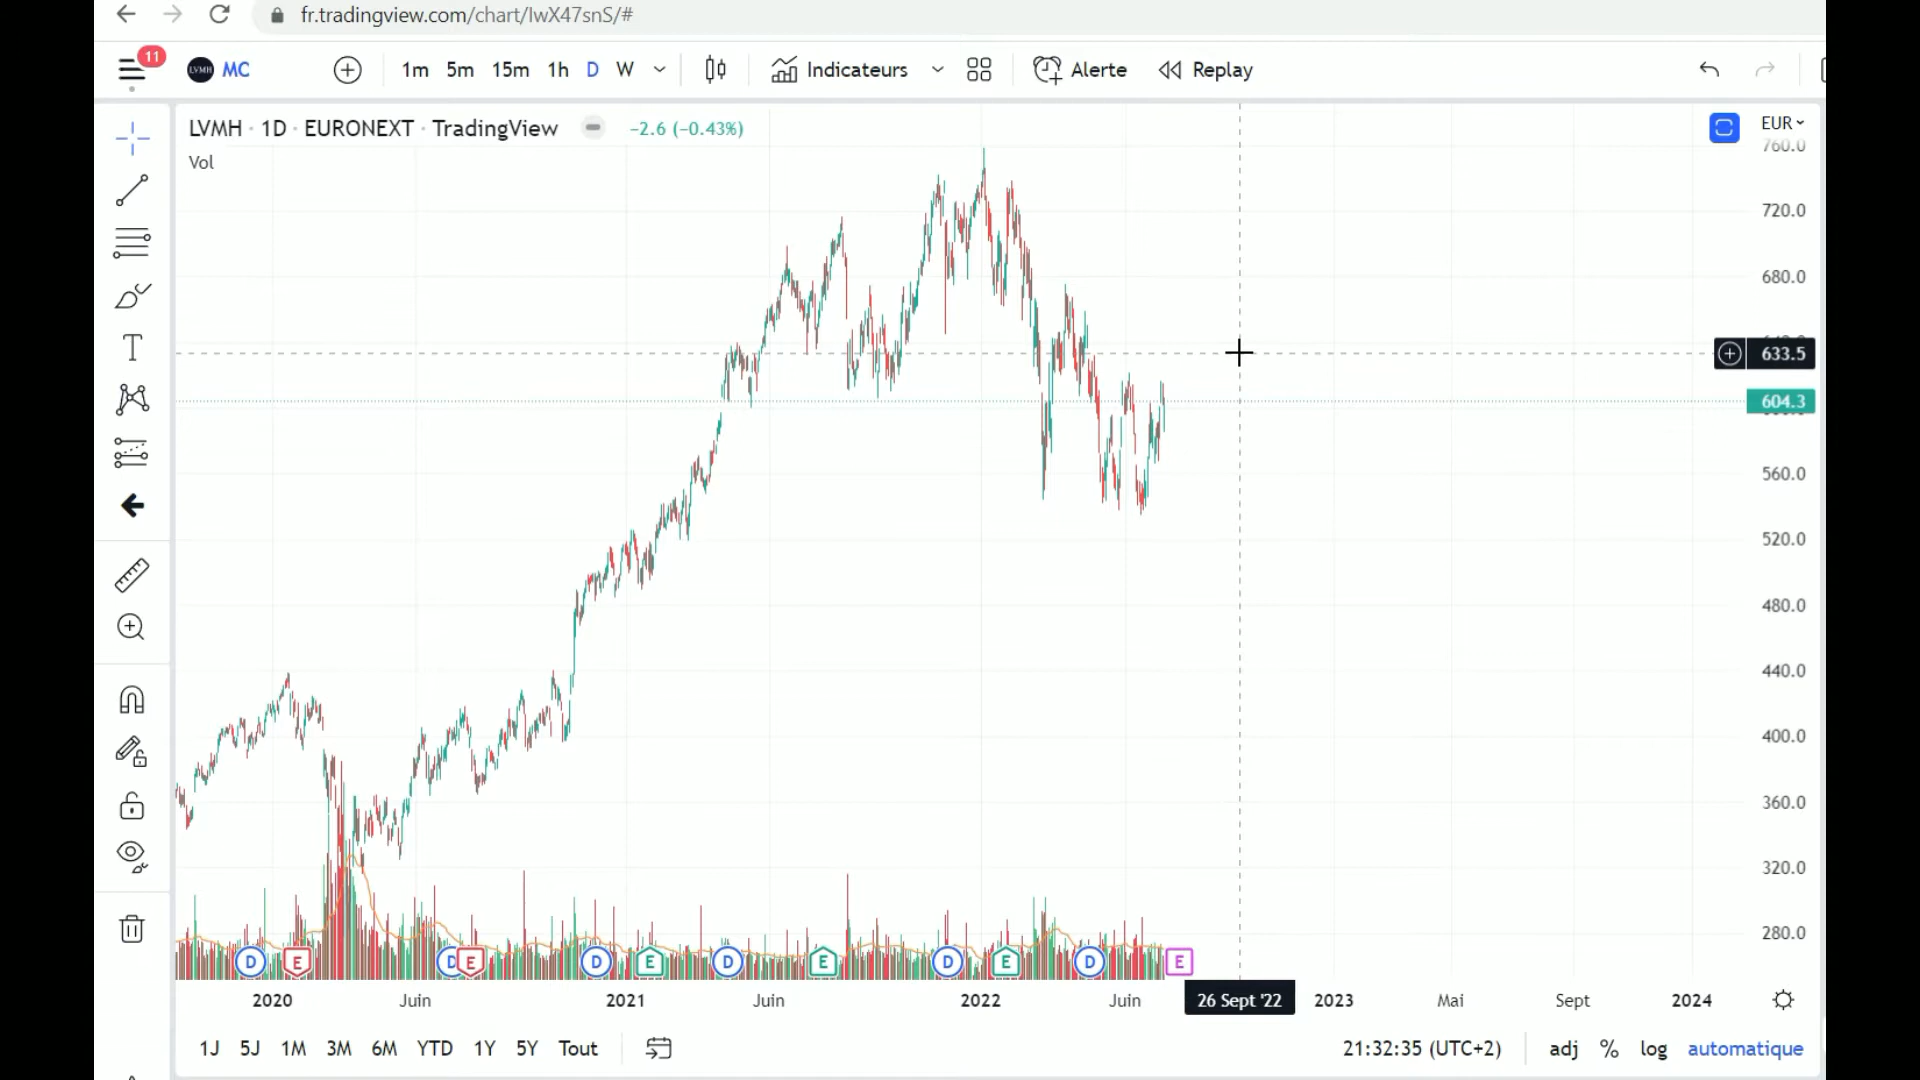 fr.tradingview.com/chart/IwX47snS/#
11
LVMH MC 1m 5m 15m 1h D W Indicateurs Alerte Replay
LVMH · 1D · EURONEXT · TradingView −2.6 (−0.43%) EUR
Vol
760.0
720.0
680.0
633.5
604.3
560.0
520.0
480.0
440.0
400.0
360.0
320.0
280.0
D E D E D E D E D E D E
2020 Juin 2021 Juin 2022 Juin 26 Sept '22 2023 Mai Sept 2024
1J 5J 1M 3M 6M YTD 1Y 5Y Tout 21:32:35 (UTC+2) adj % log automatique